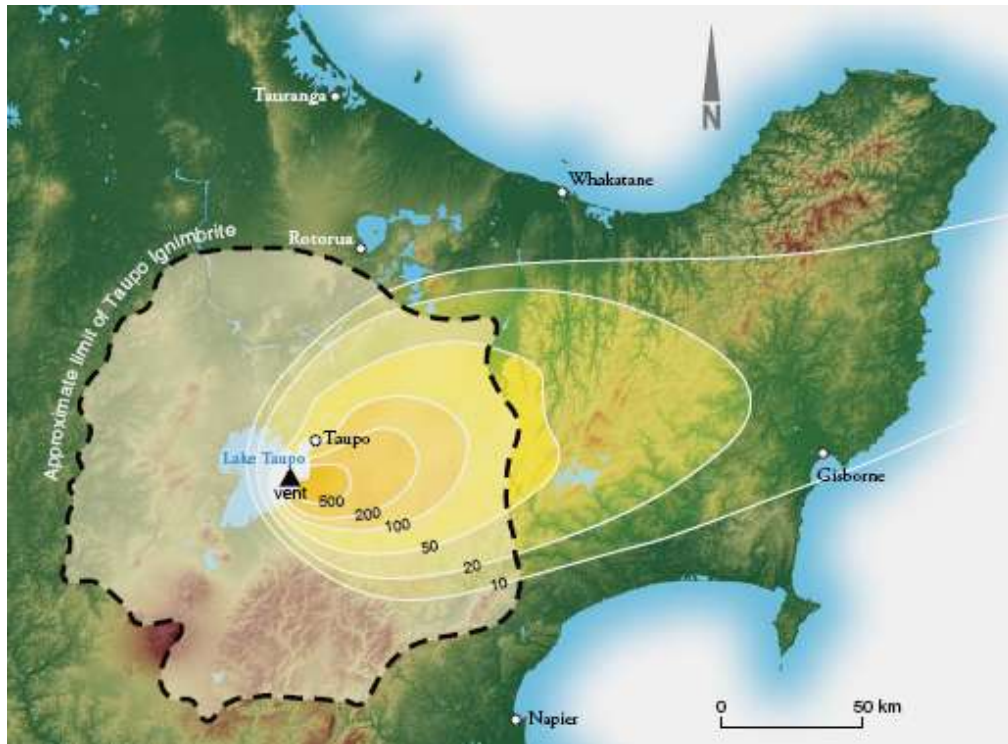 Tauranga
N
Whakatane
Rotorua
Approximate limit of Taupo Ignimbrite
Taupo
Lake Taupo
vent
500
200
100
50
20
10
Gisborne
Napier
0 50 km